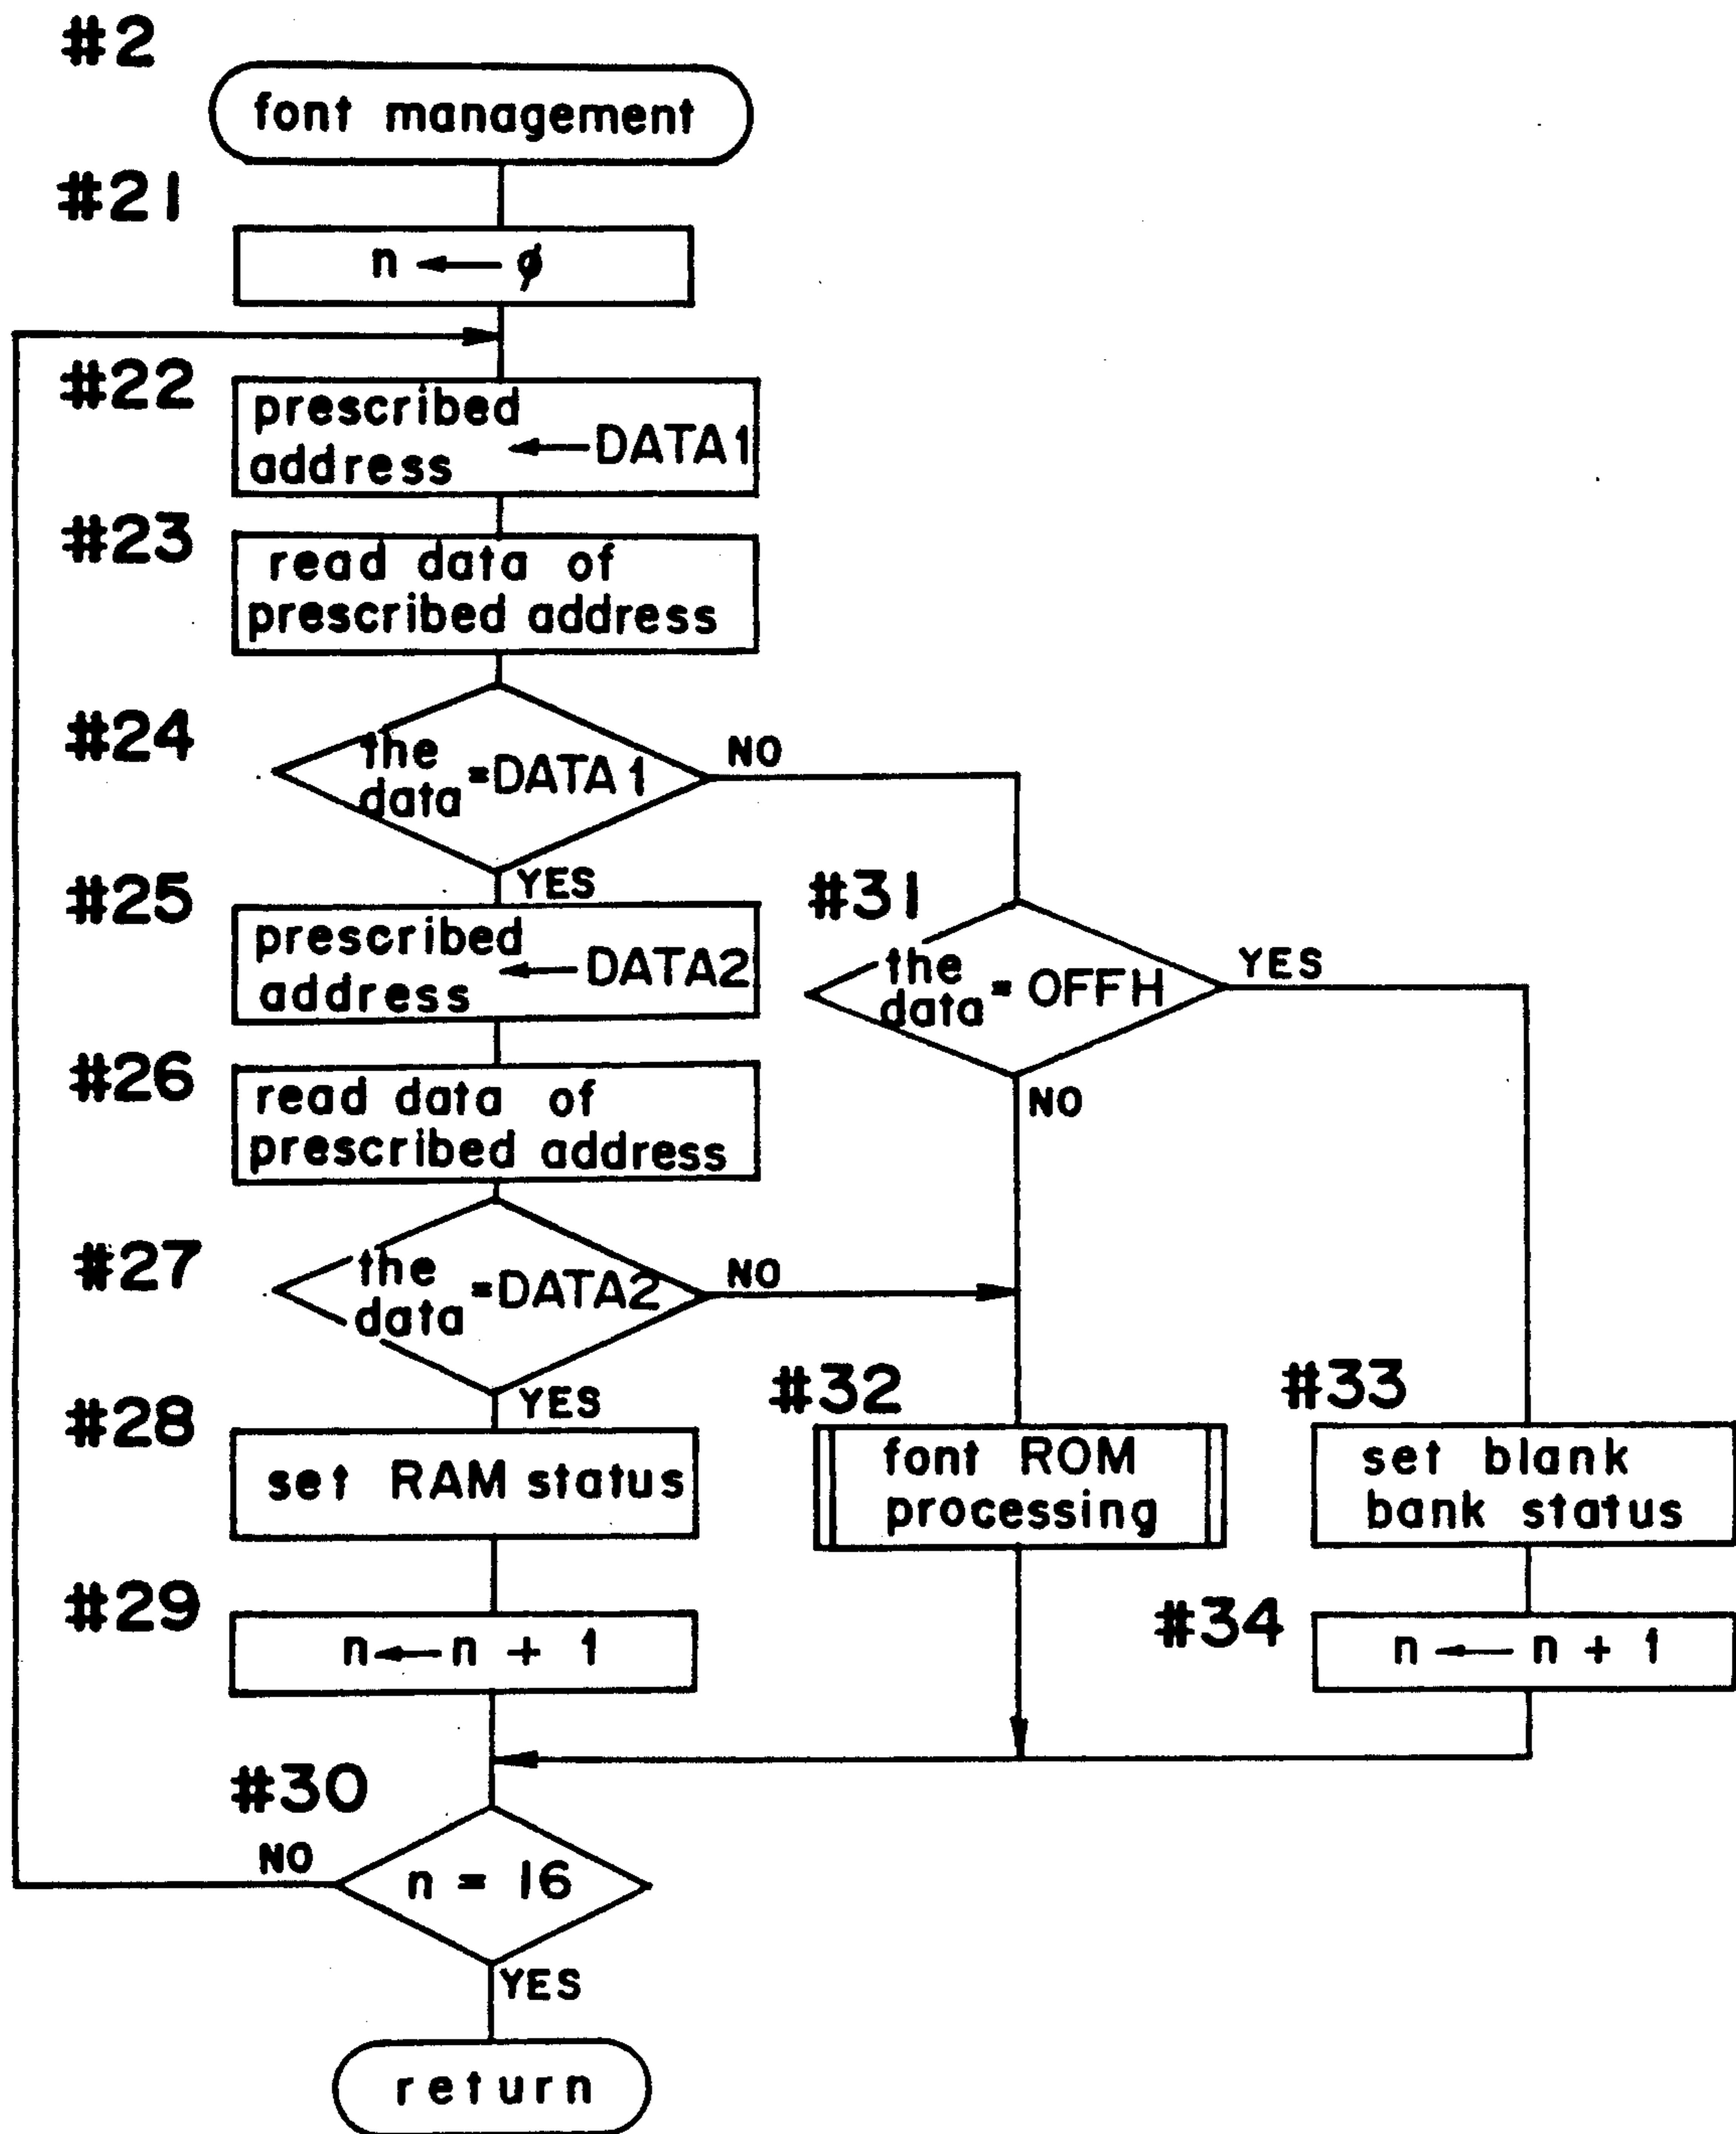 #2
font management
#21
n ← ø
#22
prescribed
address ← DATA1
#23
read data of
prescribed address
#24
the
data = DATA1
NO
YES
#25
prescribed
address ← DATA2
#31
the
data = OFFH
YES
NO
#26
read data of
prescribed address
#27
the
data = DATA2
NO
YES
#28
set RAM status
#32
font ROM
processing
#33
set blank
bank status
#29
n ← n + 1
#34
n ← n + 1
#30
n = 16
NO
YES
return